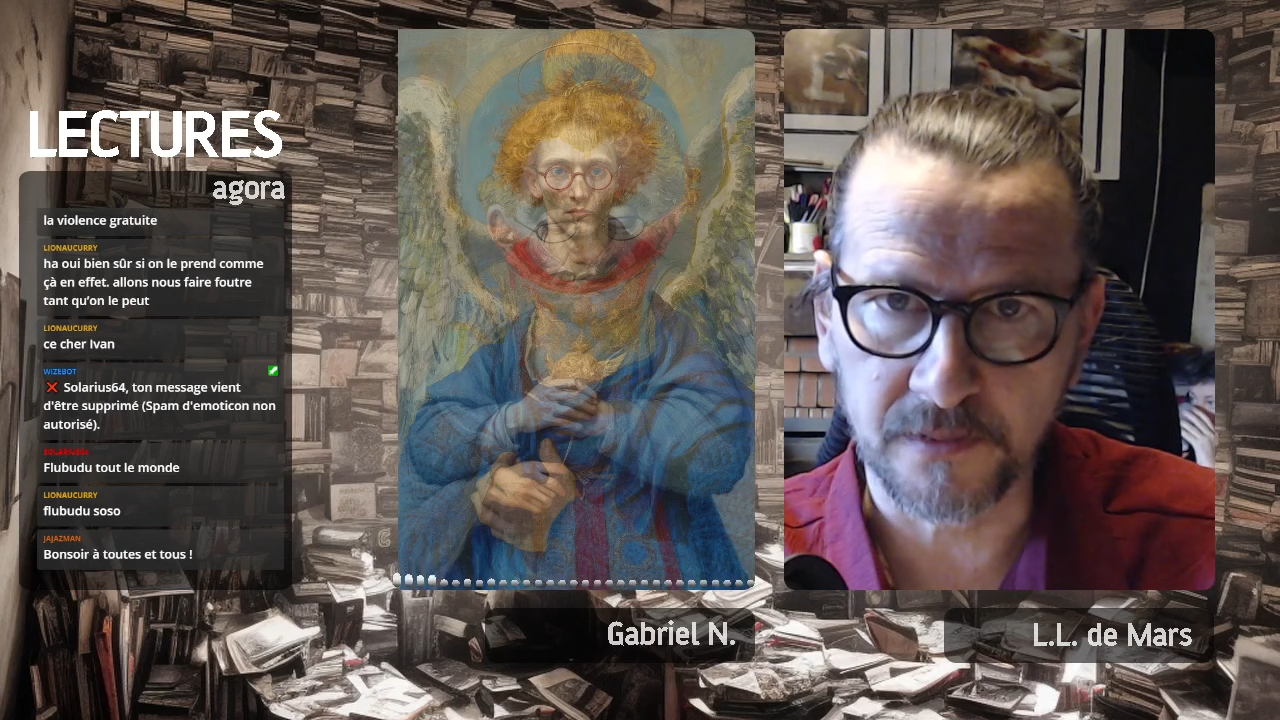 LECTURES
agora
la violence gratuite
LIONAUCURRY
ha oui bien sûr si on le prend comme
çà en effet. allons nous faire foutre
tant qu'on le peut
LIONAUCURRY
ce cher Ivan
WIZEBOT
❌ Solarius64, ton message vient
d'être supprimé (Spam d'emoticon non
autorisé).
SOLARIUS64
Flubudu tout le monde
LIONAUCURRY
flubudu soso
JAJAZMAN
Bonsoir à toutes et tous !
Gabriel N.
L.L. de Mars